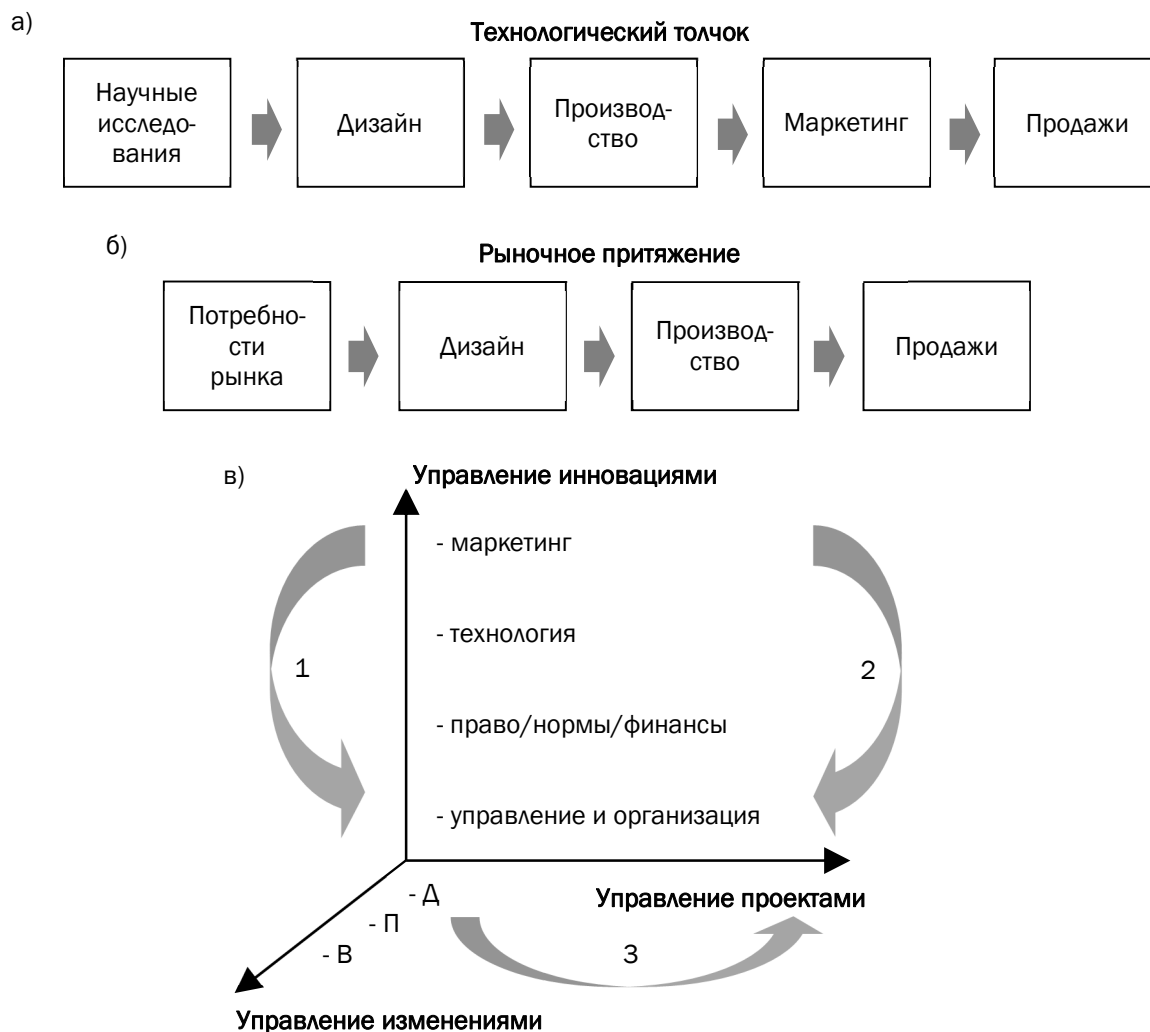 а)
Технологический толчок
Научные
исследо-
вания
Дизайн
Производ-
ство
Маркетинг
Продажи
б)
Рыночное притяжение
Потребно-
сти
рынка
Дизайн
Производ-
ство
Продажи
в)
Управление инновациями
- маркетинг
- технология
1
2
- право/нормы/финансы
- управление и организация
- Д
- П
- В
Управление проектами
3
Управление изменениями